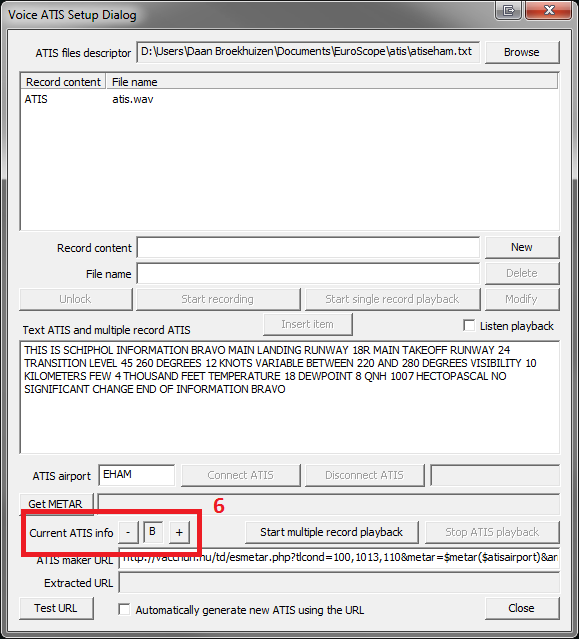 Voice ATIS Setup Dialog
ATIS files descriptor D:\Users\Daan Broekhuizen\Documents\EuroScope\atis\atiseham.txt Browse
Record content File name
ATIS atis.wav
Record content New
File name Delete
Unlock Start recording Start single record playback Modify
Text ATIS and multiple record ATIS Insert item Listen playback
THIS IS SCHIPHOL INFORMATION BRAVO MAIN LANDING RUNWAY 18R MAIN TAKEOFF RUNWAY 24
TRANSITION LEVEL 45 260 DEGREES 12 KNOTS VARIABLE BETWEEN 220 AND 280 DEGREES VISIBILITY 10
KILOMETERS FEW 4 THOUSAND FEET TEMPERATURE 18 DEWPOINT 8 QNH 1007 HECTOPASCAL NO
SIGNIFICANT CHANGE END OF INFORMATION BRAVO
ATIS airport EHAM Connect ATIS Disconnect ATIS
Get METAR 6
Current ATIS info - B + Start multiple record playback Stop ATIS playback
ATIS maker URL http://vacchun.hu/td/esmetar.php?tlcond=100,1013,110&metar=$metar($atisairport)&ar
Extracted URL
Test URL Automatically generate new ATIS using the URL Close